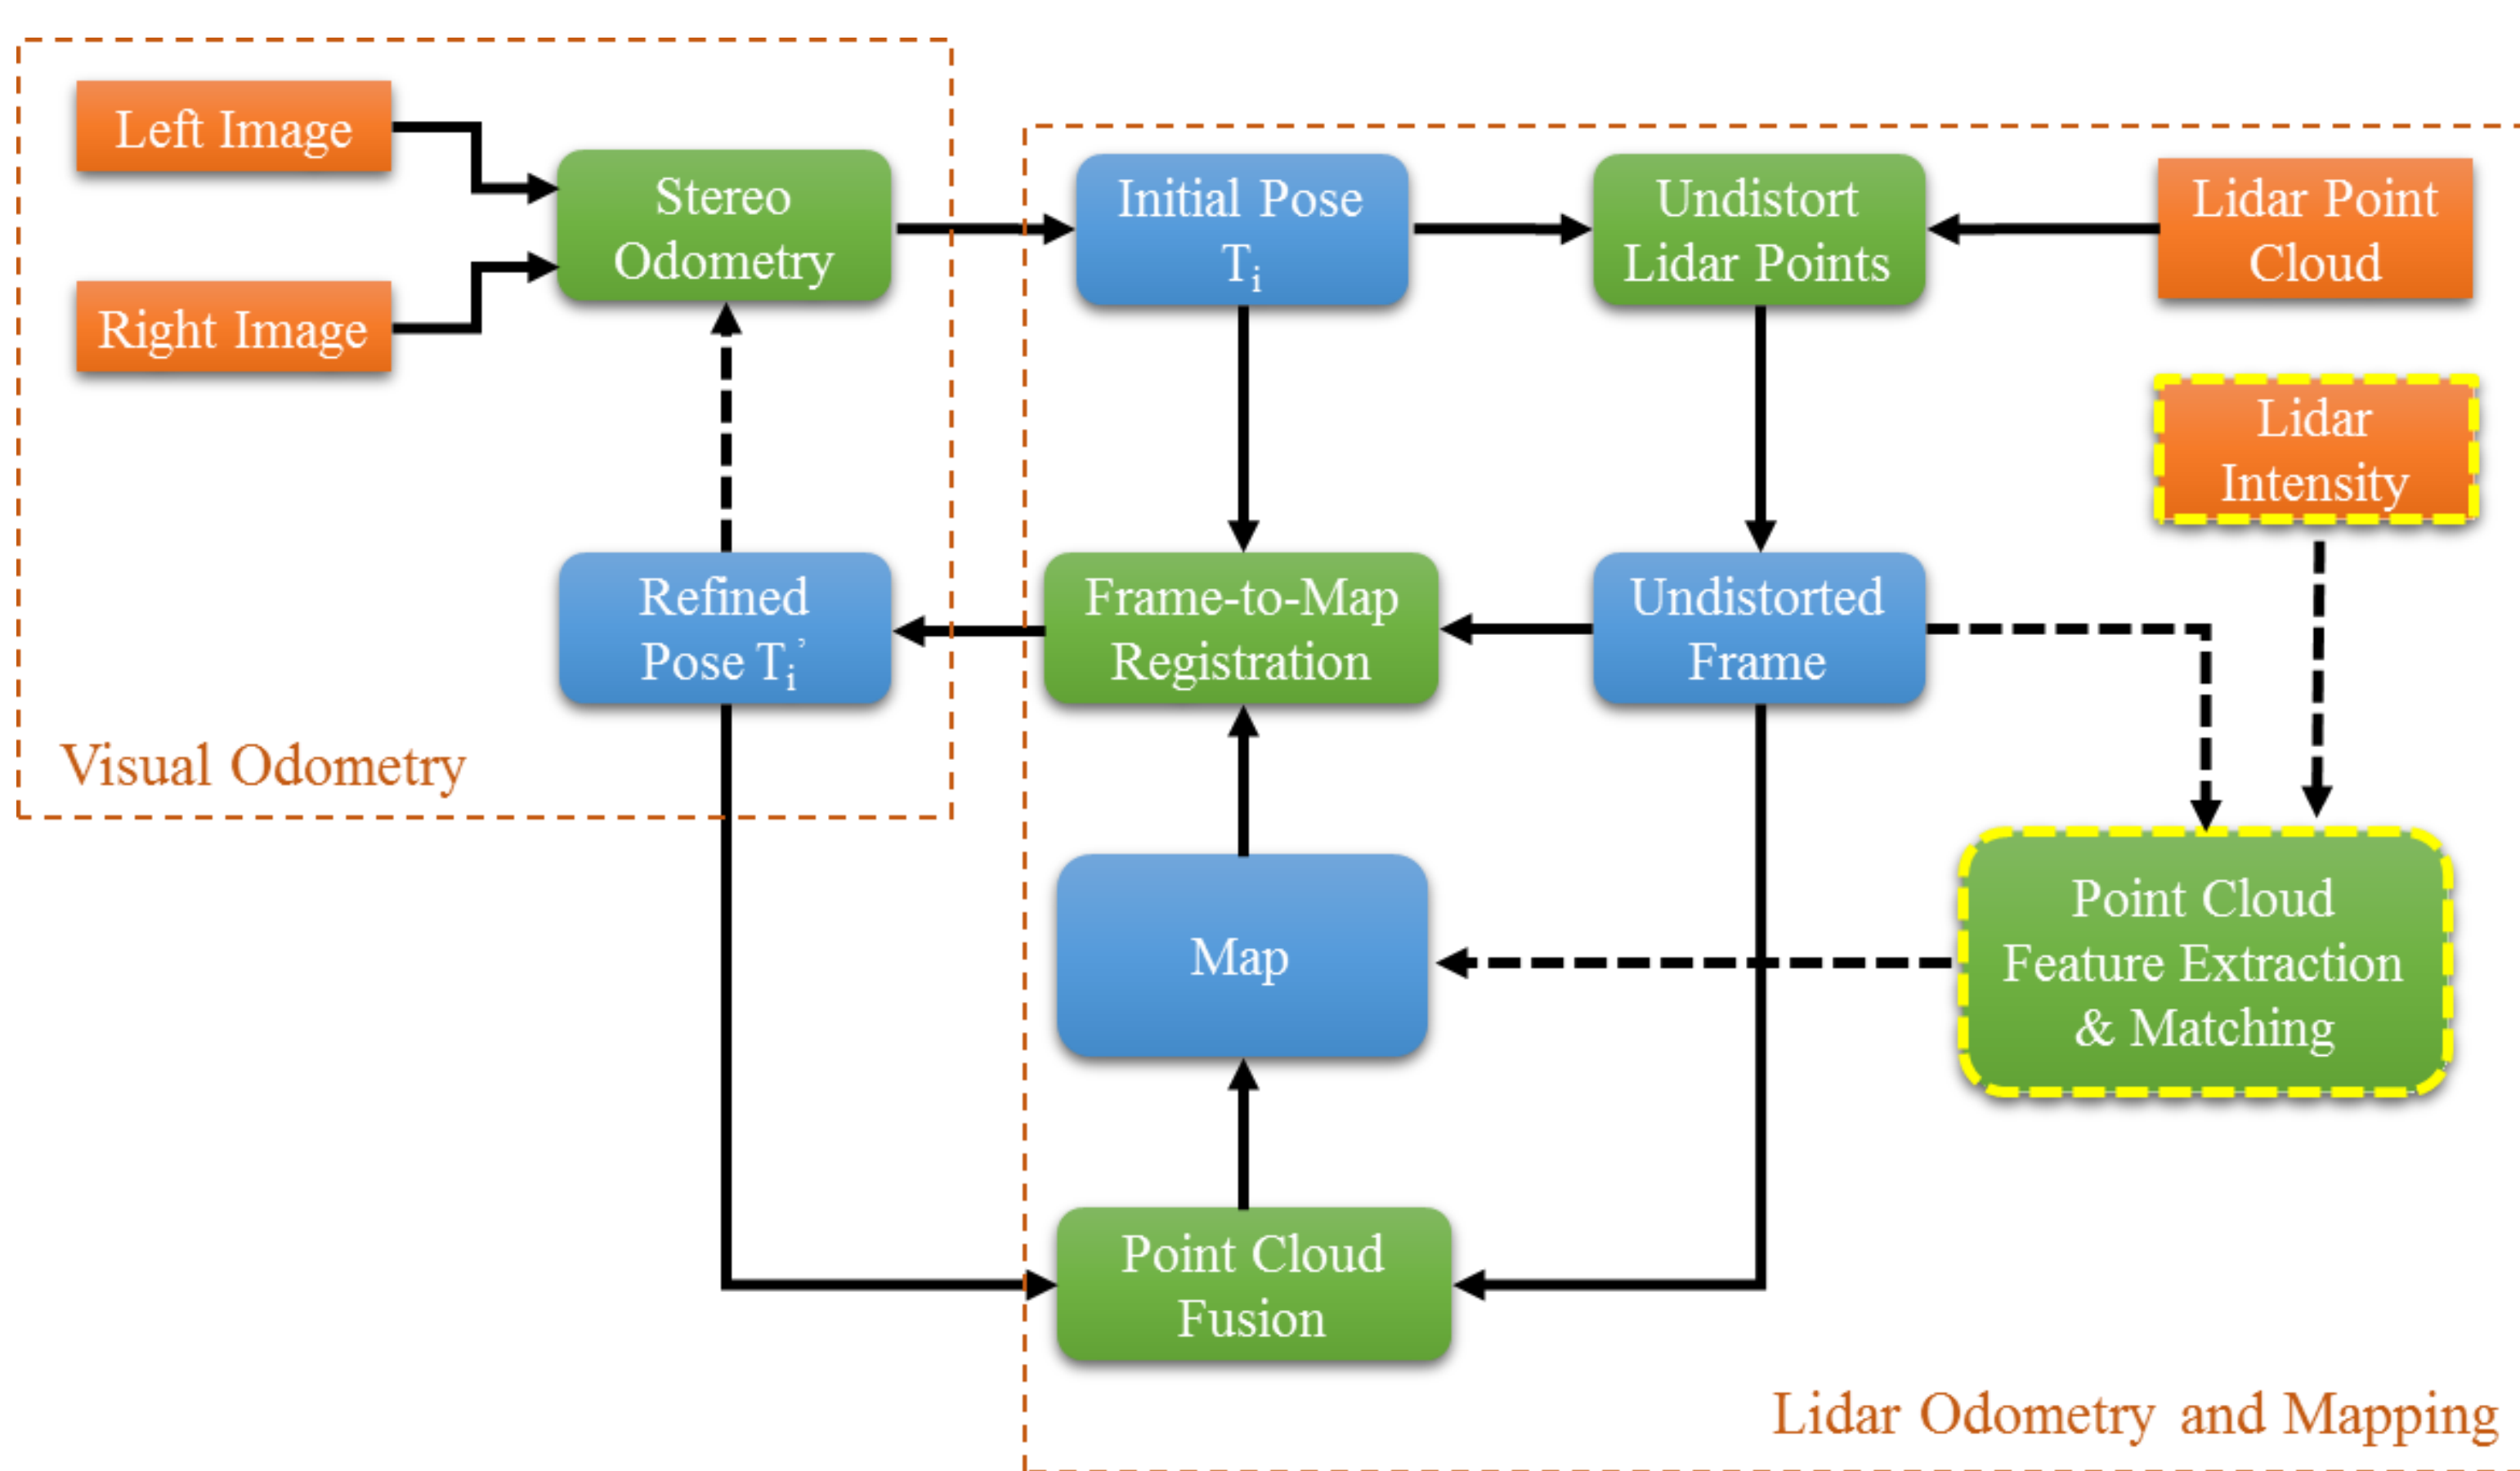 Left Image
Right Image
Stereo
Odometry
Refined
Pose Ti’
Visual Odometry
Initial Pose
Ti
Undistort
Lidar Points
Lidar Point
Cloud
Lidar
Intensity
Frame-to-Map
Registration
Undistorted
Frame
Map
Point Cloud
Feature Extraction
& Matching
Point Cloud
Fusion
Lidar Odometry and Mapping